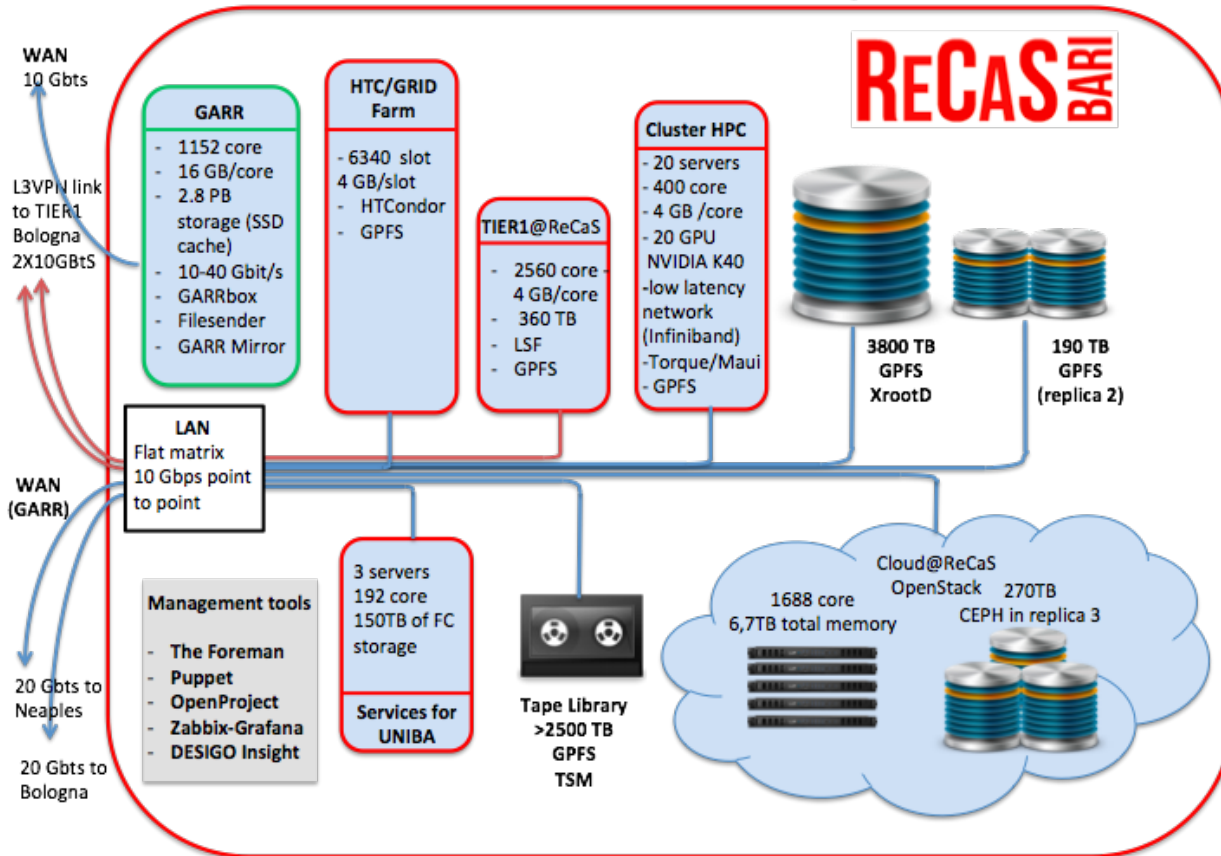 WAN
10 Gbts
L3VPN link
to TIER1
Bologna
2X10GBtS
WAN
(GARR)
20 Gbts to
Neaples
20 Gbts to
Bologna
GARR
- 1152 core
- 16 GB/core
- 2.8 PB
storage (SSD
cache)
- 10-40 Gbit/s
- GARRbox
- Filesender
- GARR Mirror
HTC/GRID
Farm
- 6340 slot
4 GB/slot
- HTCondor
- GPFS
TIER1@ReCaS
- 2560 core -
4 GB/core
- 360 TB
- LSF
- GPFS
Cluster HPC
- 20 servers
- 400 core
- 4 GB /core
- 20 GPU
NVIDIA K40
-low latency
network
(Infiniband)
-Torque/Maui
- GPFS
RECAS
BARI
3800 TB
GPFS
XrootD
190 TB
GPFS
(replica 2)
LAN
Flat matrix
10 Gbps point
to point
Management tools
- The Foreman
- Puppet
- OpenProject
- Zabbix-Grafana
- DESIGO Insight
3 servers
192 core
150TB of FC
storage
Services for
UNIBA
Tape Library
>2500 TB
GPFS
TSM
Cloud@ReCaS
OpenStack
1688 core
6,7TB total memory
270TB
CEPH in replica 3